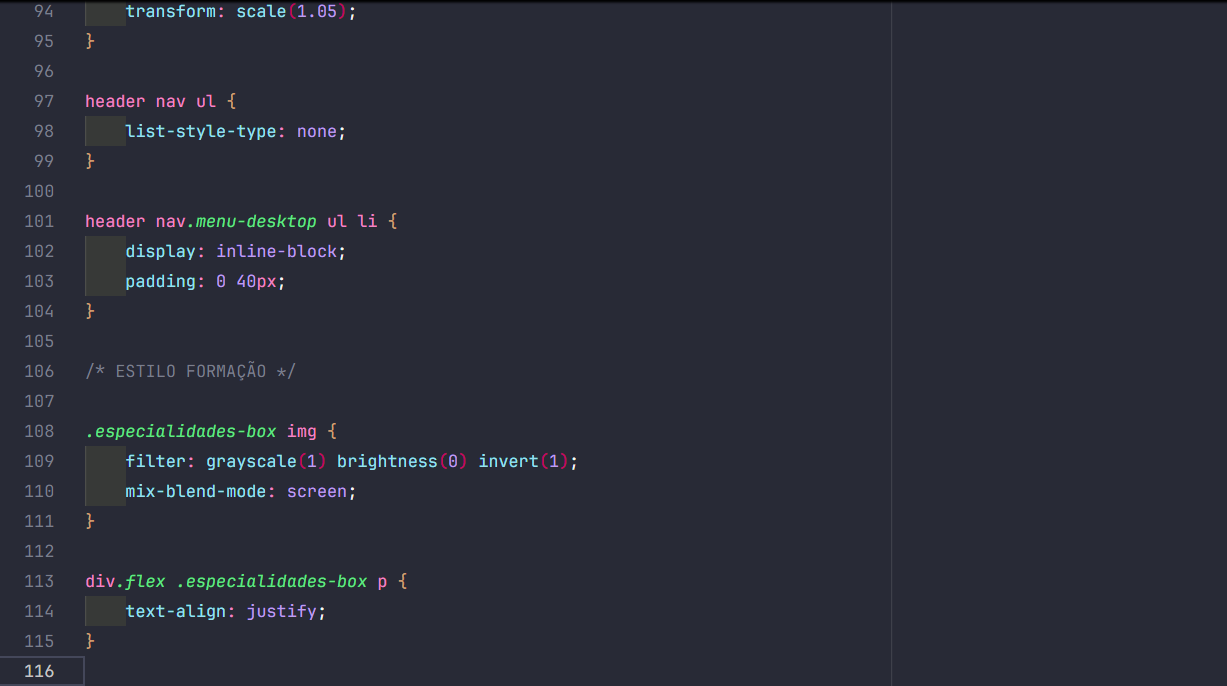 94 transform: scale(1.05);
95 }
96
97 header nav ul {
98 list-style-type: none;
99 }
100
101 header nav.menu-desktop ul li {
102 display: inline-block;
103 padding: 0 40px;
104 }
105
106 /* ESTILO FORMAÇÃO */
107
108 .especialidades-box img {
109 filter: grayscale(1) brightness(0) invert(1);
110 mix-blend-mode: screen;
111 }
112
113 div.flex .especialidades-box p {
114 text-align: justify;
115 }
116